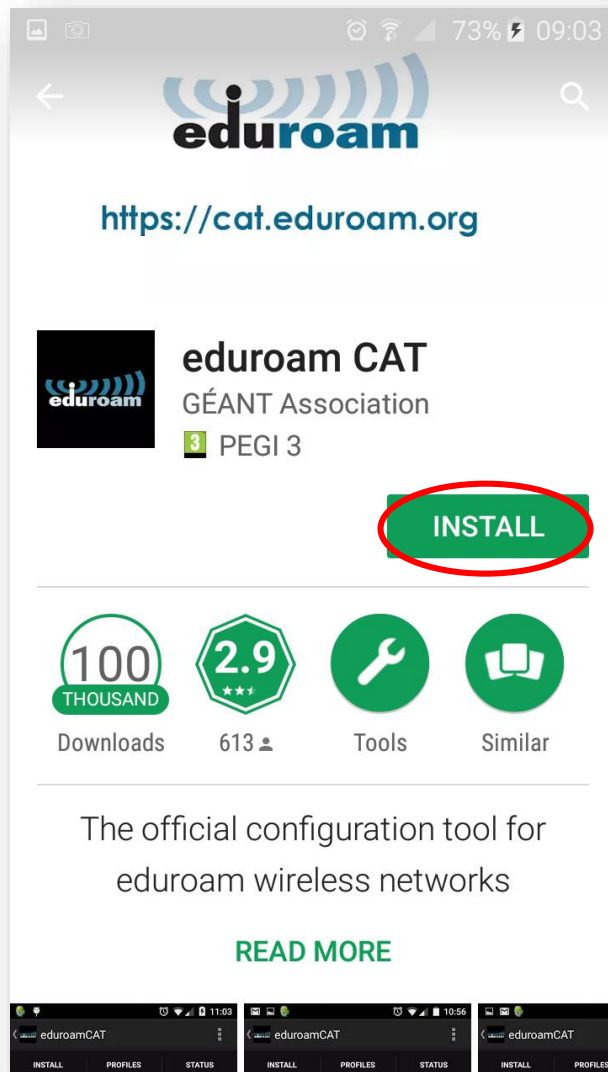 73% 09:03
eduroam
https://cat.eduroam.org
eduroam
eduroam CAT
GÉANT Association
3 PEGI 3
INSTALL
100
THOUSAND
2.9
Downloads 613 Tools Similar
The official configuration tool for
eduroam wireless networks
READ MORE
11:03 10:56
eduroamCAT eduroamCAT eduroamCAT
INSTALL PROFILES STATUS INSTALL PROFILES STATUS INSTALL PROFILES